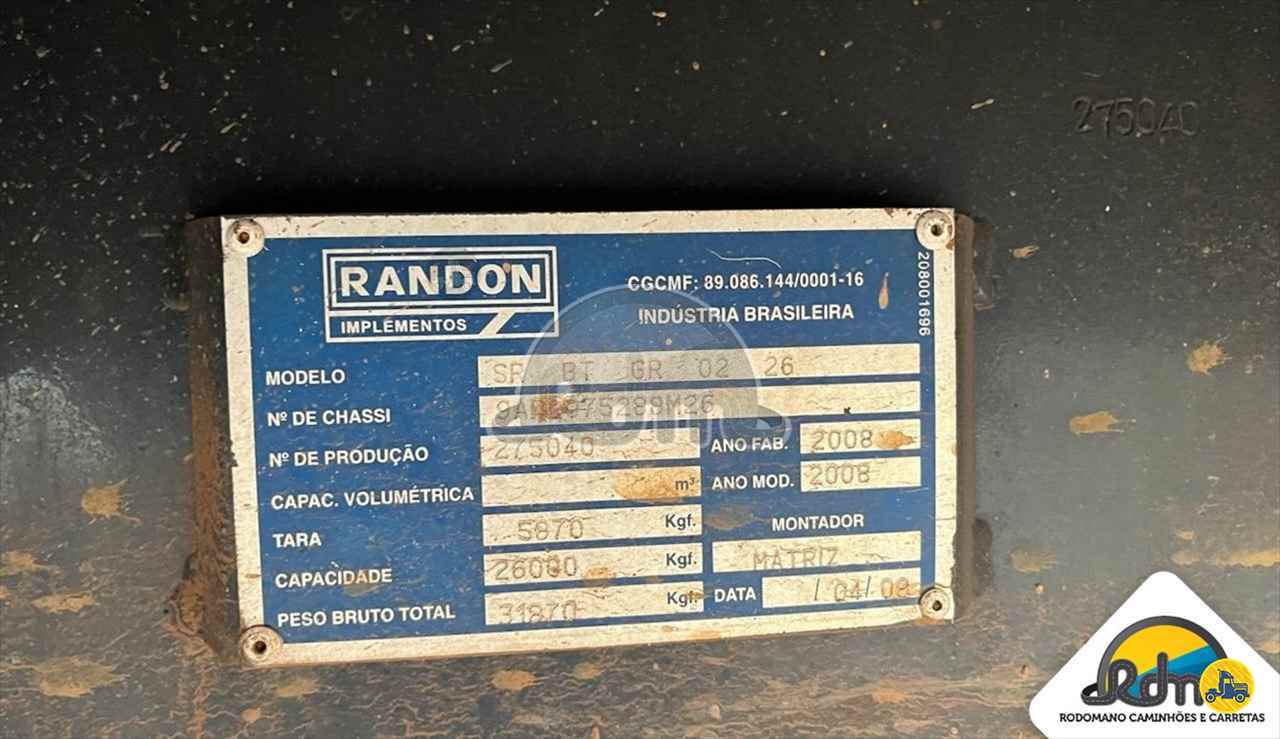 275040
RANDON
IMPLEMENTOS
CGCMF: 89.086.144/0001-16
INDÚSTRIA BRASILEIRA
208001696
MODELO SR BT GR 02 26
Nº DE CHASSI
Nº DE PRODUÇÃO 275040 ANO FAB. 2008
CAPAC. VOLUMÉTRICA m³ ANO MOD. 2008
TARA 5870 Kgf. MONTADOR
CAPACIDADE 26000 Kgf. MATRIZ
PESO BRUTO TOTAL 31870 Kgf. DATA / 04/08
Rdm
RODOMANO CAMINHÕES E CARRETAS